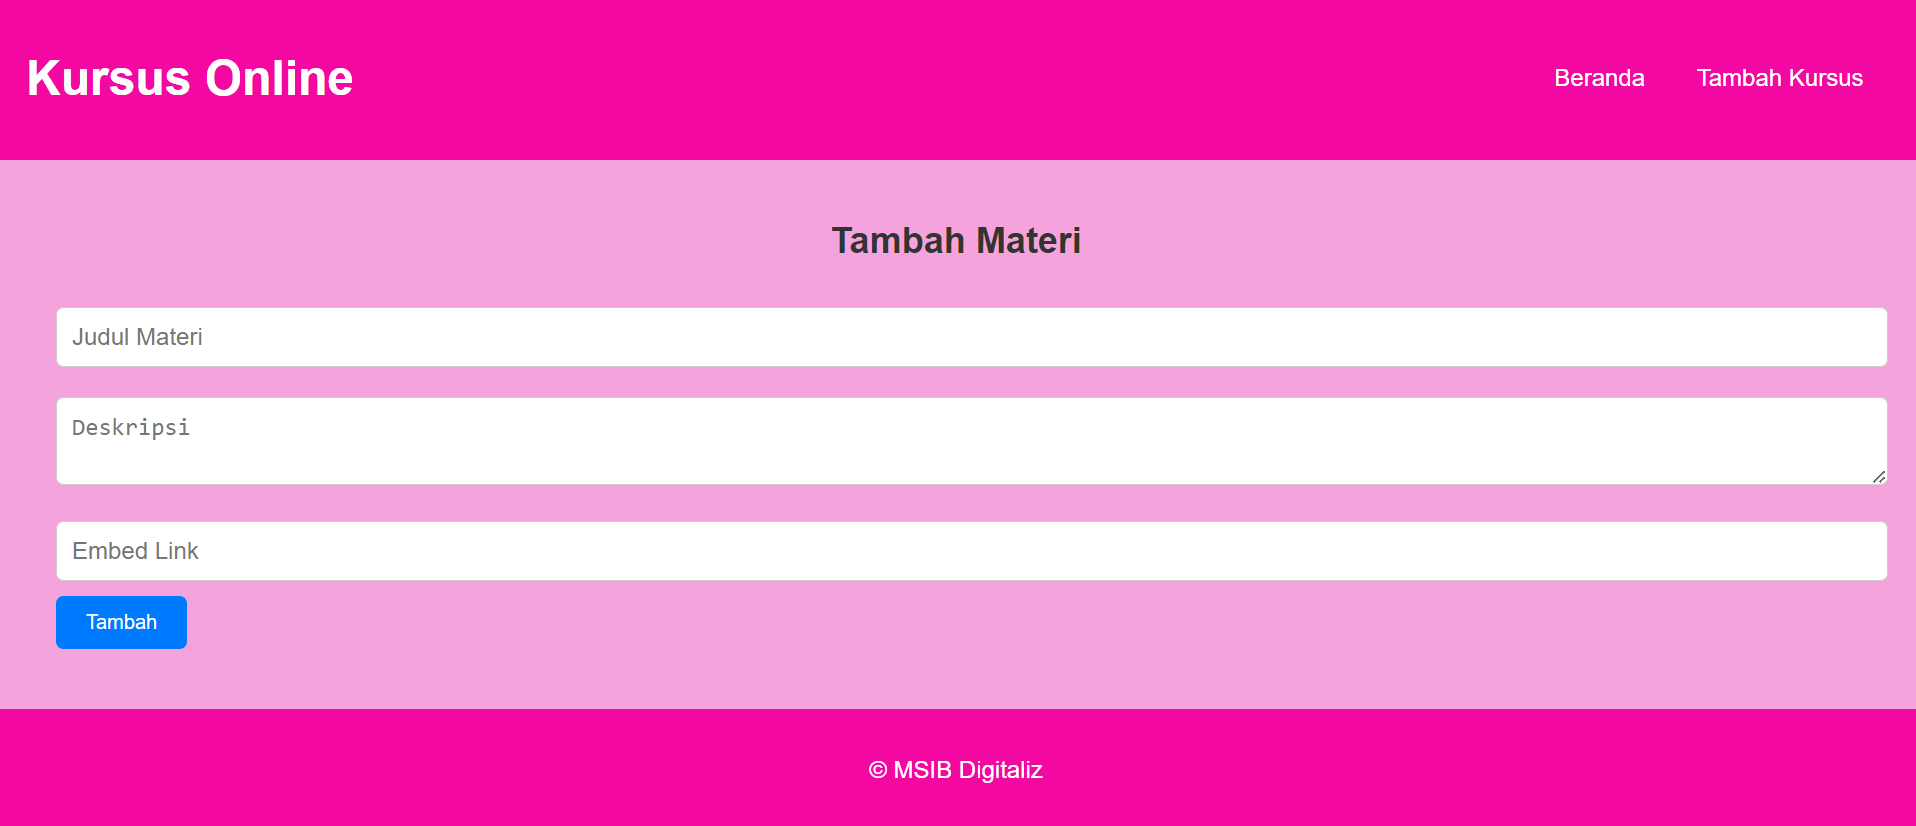 Kursus Online
Beranda
Tambah Kursus
Tambah Materi
Judul Materi
Deskripsi
Embed Link
Tambah
© MSIB Digitaliz